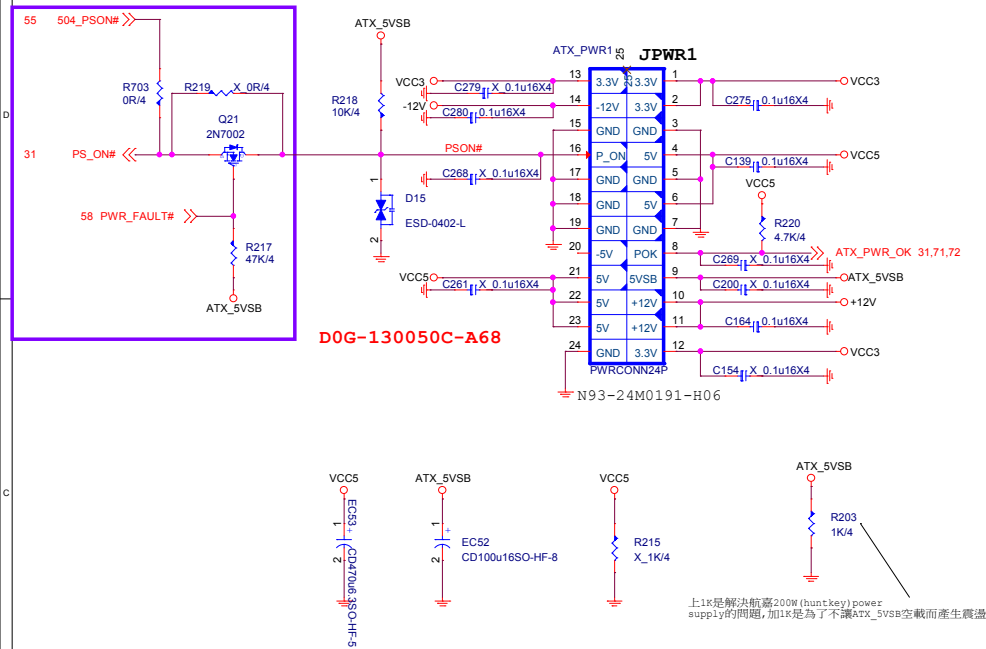 55 504_PSON#
R703
0R/4
R219 X_0R/4
Q21
2N7002
31 PS_ON#
58 PWR_FAULT#
R217
47K/4
ATX_5VSB
D
C
ATX_5VSB
R218
10K/4
PSON#
1
D15
ESD-0402-L
2
D0G-130050C-A68
ATX_PWR1 25 JPWR1
VCC3 13 3.3V 3.3V 1 VCC3
C279 X_0.1u16X4
-12V 14 -12V 3.3V 2
C280 0.1u16X4
C275 0.1u16X4
15 GND GND 3
16 P_ON 5V 4 VCC5
C268 X_0.1u16X4
C139 0.1u16X4
17 GND GND 5
18 GND 5V 6
VCC5
R220
4.7K/4
19 GND GND 7
20 -5V POK 8 ATX_PWR_OK 31,71,72
C269 X_0.1u16X4
VCC5 21 5V 5VSB 9 ATX_5VSB
C261 X_0.1u16X4
C200 X_0.1u16X4
22 5V +12V 10 +12V
23 5V +12V 11
C164 0.1u16X4
24 GND 3.3V 12 VCC3
PWRCONN24P
C154 X_0.1u16X4
N93-24M0191-H06
VCC5
1
+
2
EC53
CD470u6.3SO-HF-5
ATX_5VSB
1
+
2
EC52
CD100u16SO-HF-8
VCC5
R215
X_1K/4
ATX_5VSB
R203
1K/4
上1K是解決航嘉200W(huntkey)power
supply的問題,加1K是為了不讓ATX_5VSB空載而產生震盪